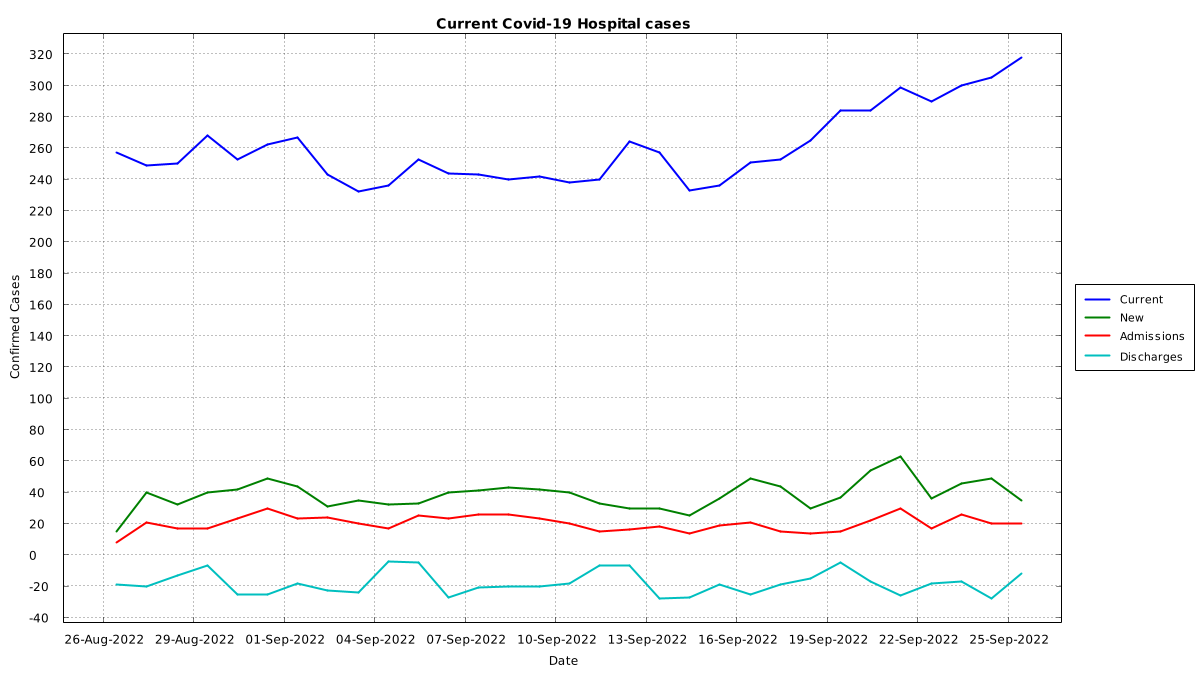 Current Covid-19 Hospital cases
320
300
280
260
240
220
200
180
160
140
120
100
80
60
40
20
0
-20
-40
Confirmed Cases
26-Aug-2022 29-Aug-2022 01-Sep-2022 04-Sep-2022 07-Sep-2022 10-Sep-2022 13-Sep-2022 16-Sep-2022 19-Sep-2022 22-Sep-2022 25-Sep-2022
Date
Current
New
Admissions
Discharges